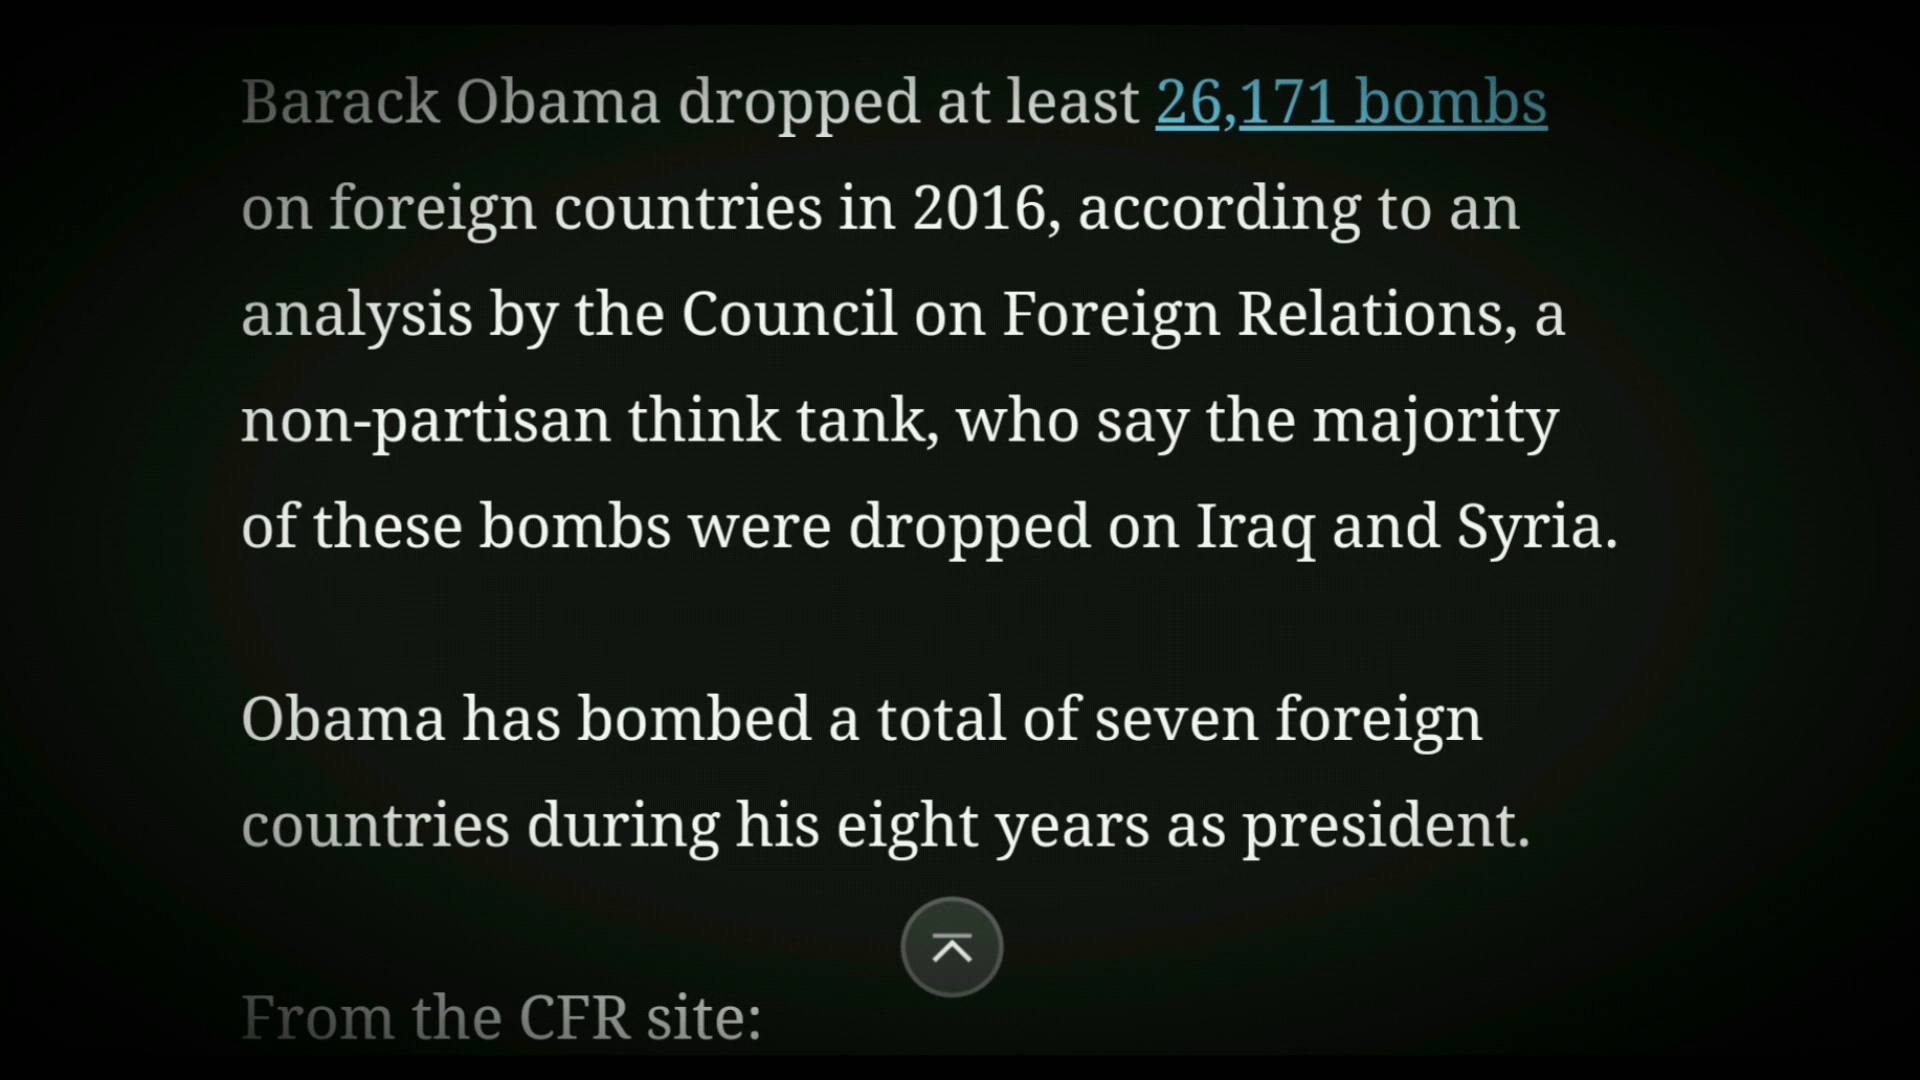 Barack Obama dropped at least 26,171 bombs
on foreign countries in 2016, according to an
analysis by the Council on Foreign Relations, a
non-partisan think tank, who say the majority
of these bombs were dropped on Iraq and Syria.
Obama has bombed a total of seven foreign
countries during his eight years as president.
From the CFR site: